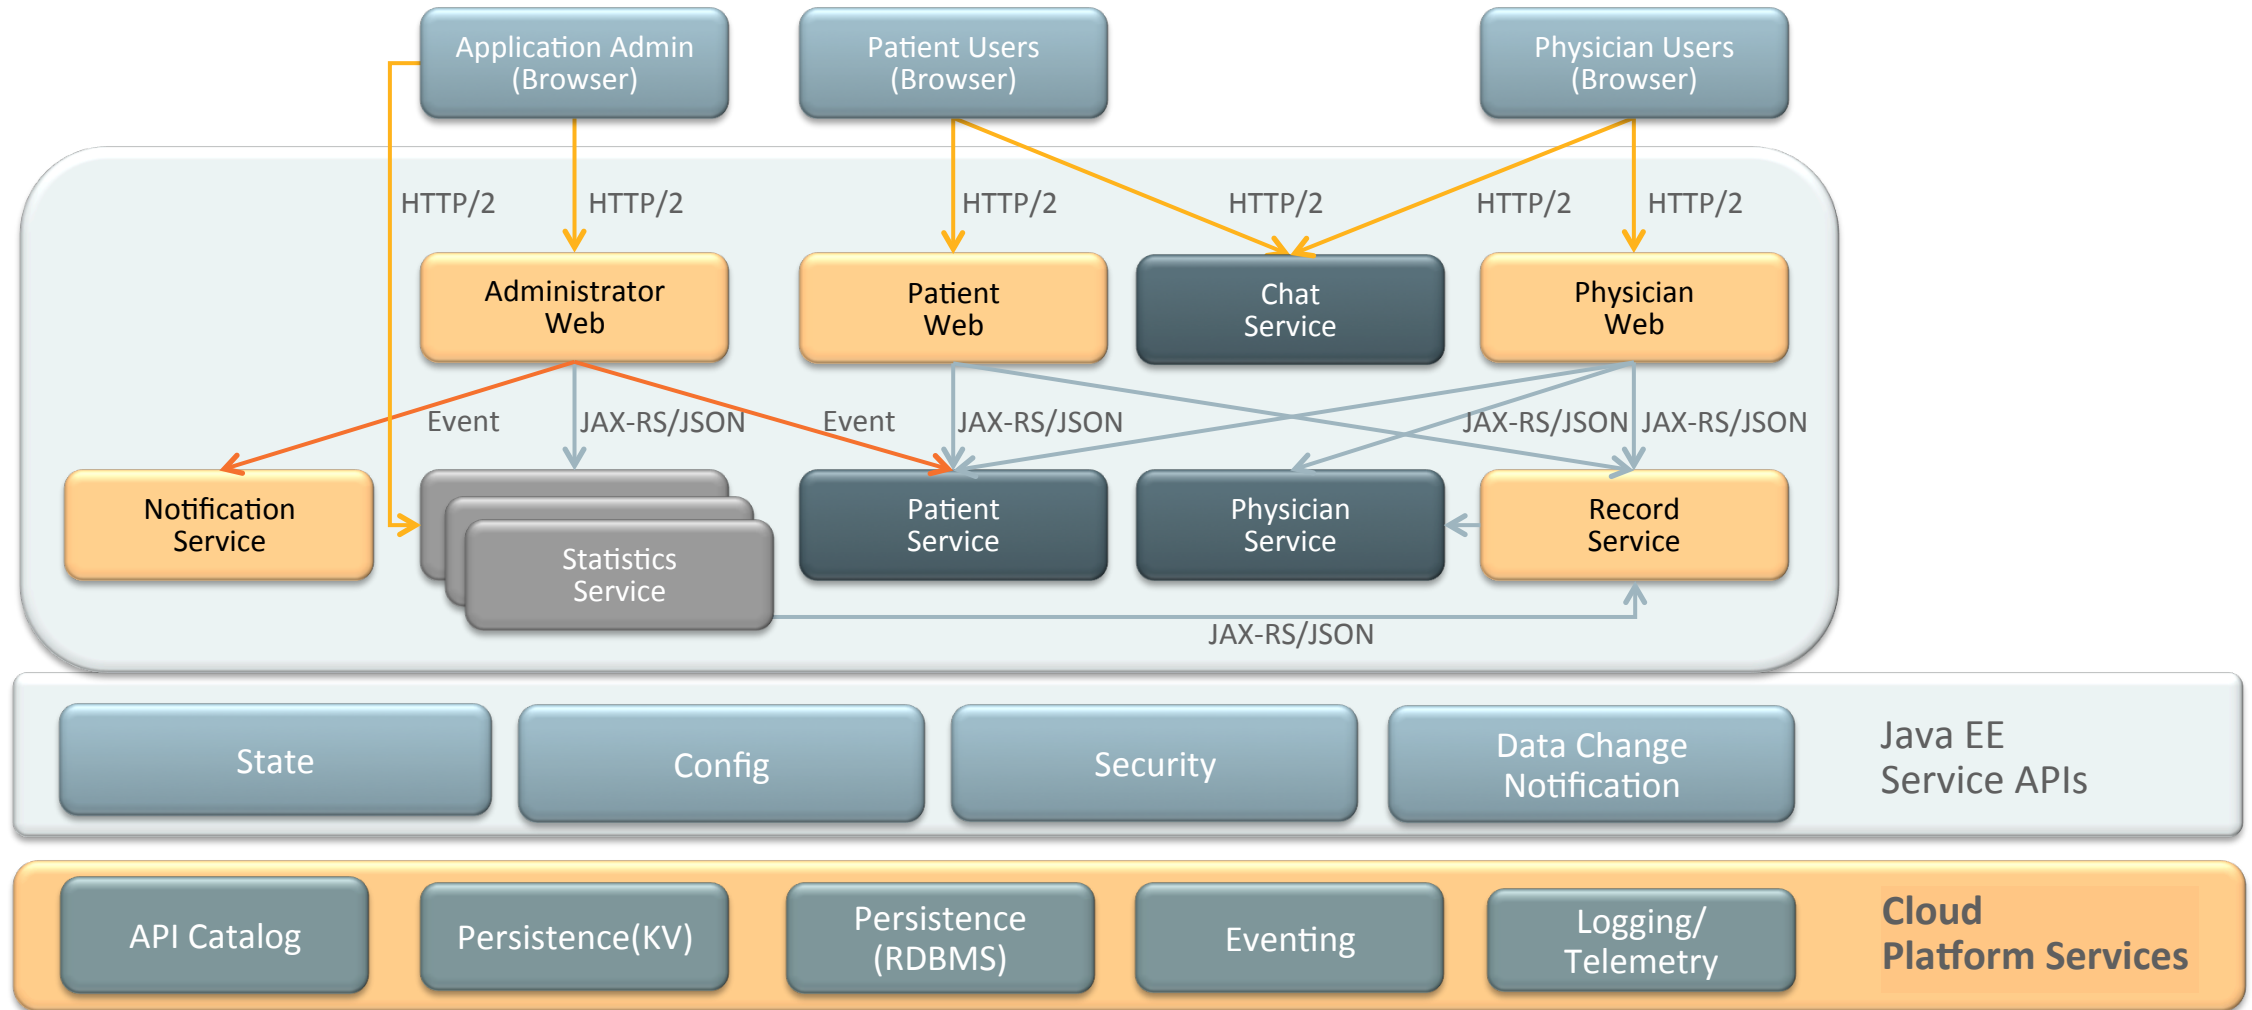 Application Admin
(Browser)
Patient Users
(Browser)
Physician Users
(Browser)
HTTP/2
HTTP/2
HTTP/2
HTTP/2
HTTP/2
HTTP/2
Administrator
Web
Patient
Web
Chat
Service
Physician
Web
Event
JAX-RS/JSON
Event
JAX-RS/JSON
JAX-RS/JSON
JAX-RS/JSON
Notification
Service
Statistics
Service
Patient
Service
Physician
Service
Record
Service
JAX-RS/JSON
State
Config
Security
Data Change
Notification
Java EE
Service APIs
API Catalog
Persistence(KV)
Persistence
(RDBMS)
Eventing
Logging/
Telemetry
Cloud
Platform Services